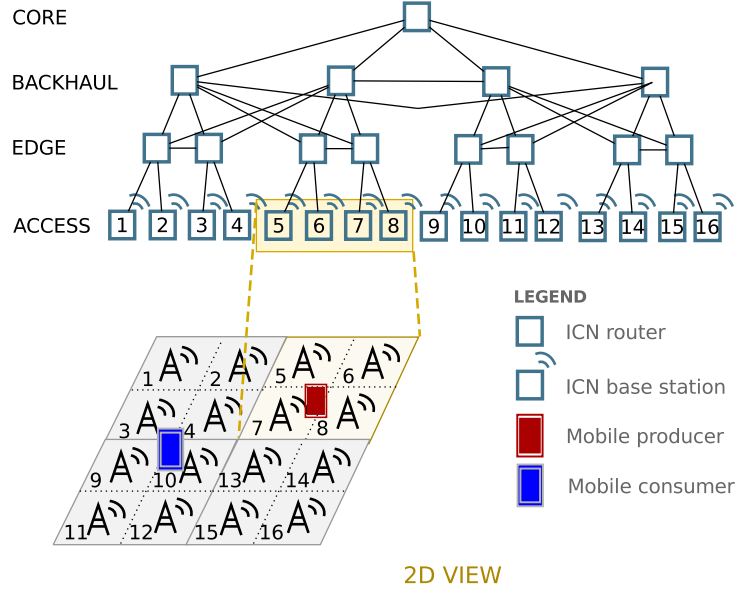 CORE
BACKHAUL
EDGE
ACCESS
1 2 3 4 5 6 7 8 9 10 11 12 13 14 15 16
LEGEND
ICN router
ICN base station
Mobile producer
Mobile consumer
1 2 5 6
3 4 7 8
9 10 13 14
11 12 15 16
2D VIEW